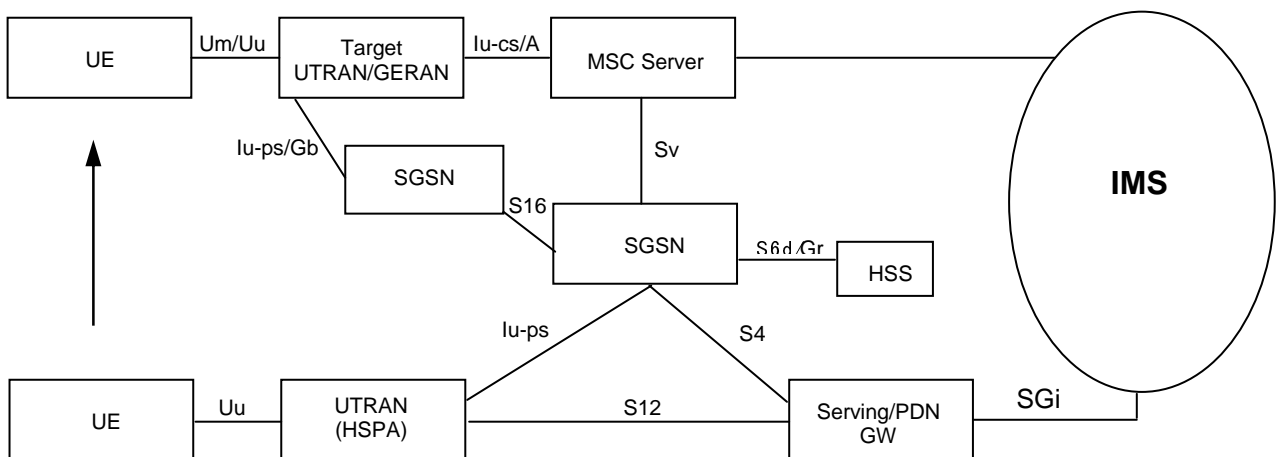 UE
Um/Uu
Target
UTRAN/GERAN
Iu-cs/A
MSC Server
Iu-ps/Gb
SGSN
S16
Sv
IMS
SGSN
S6d/Gr
HSS
Iu-ps
S4
UE
Uu
UTRAN
(HSPA)
S12
Serving/PDN
GW
SGi